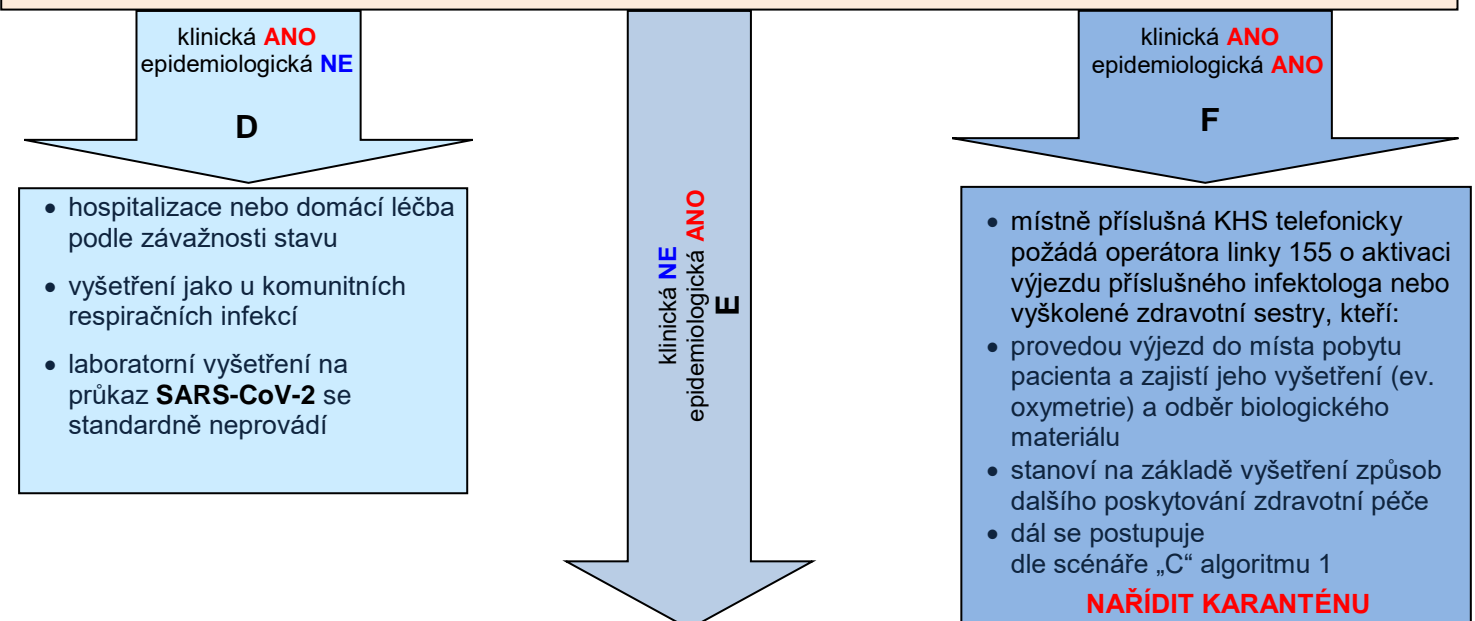 klinická ANO
epidemiologická NE
D
• hospitalizace nebo domácí léčba
podle závažnosti stavu
• vyšetření jako u komunitních
respiračních infekcí
• laboratorní vyšetření na
průkaz SARS-CoV-2 se
standardně neprovádí
klinická NE
epidemiologická ANO
E
klinická ANO
epidemiologická ANO
F
• místně příslušná KHS telefonicky
požádá operátora linky 155 o aktivaci
výjezdu příslušného infektologa nebo
vyškolené zdravotní sestry, kteří:
• provedou výjezd do místa pobytu
pacienta a zajistí jeho vyšetření (ev.
oxymetrie) a odběr biologického
materiálu
• stanoví na základě vyšetření způsob
dalšího poskytování zdravotní péče
• dál se postupuje
dle scénáře „C“ algoritmu 1
NAŘÍDIT KARANTÉNU